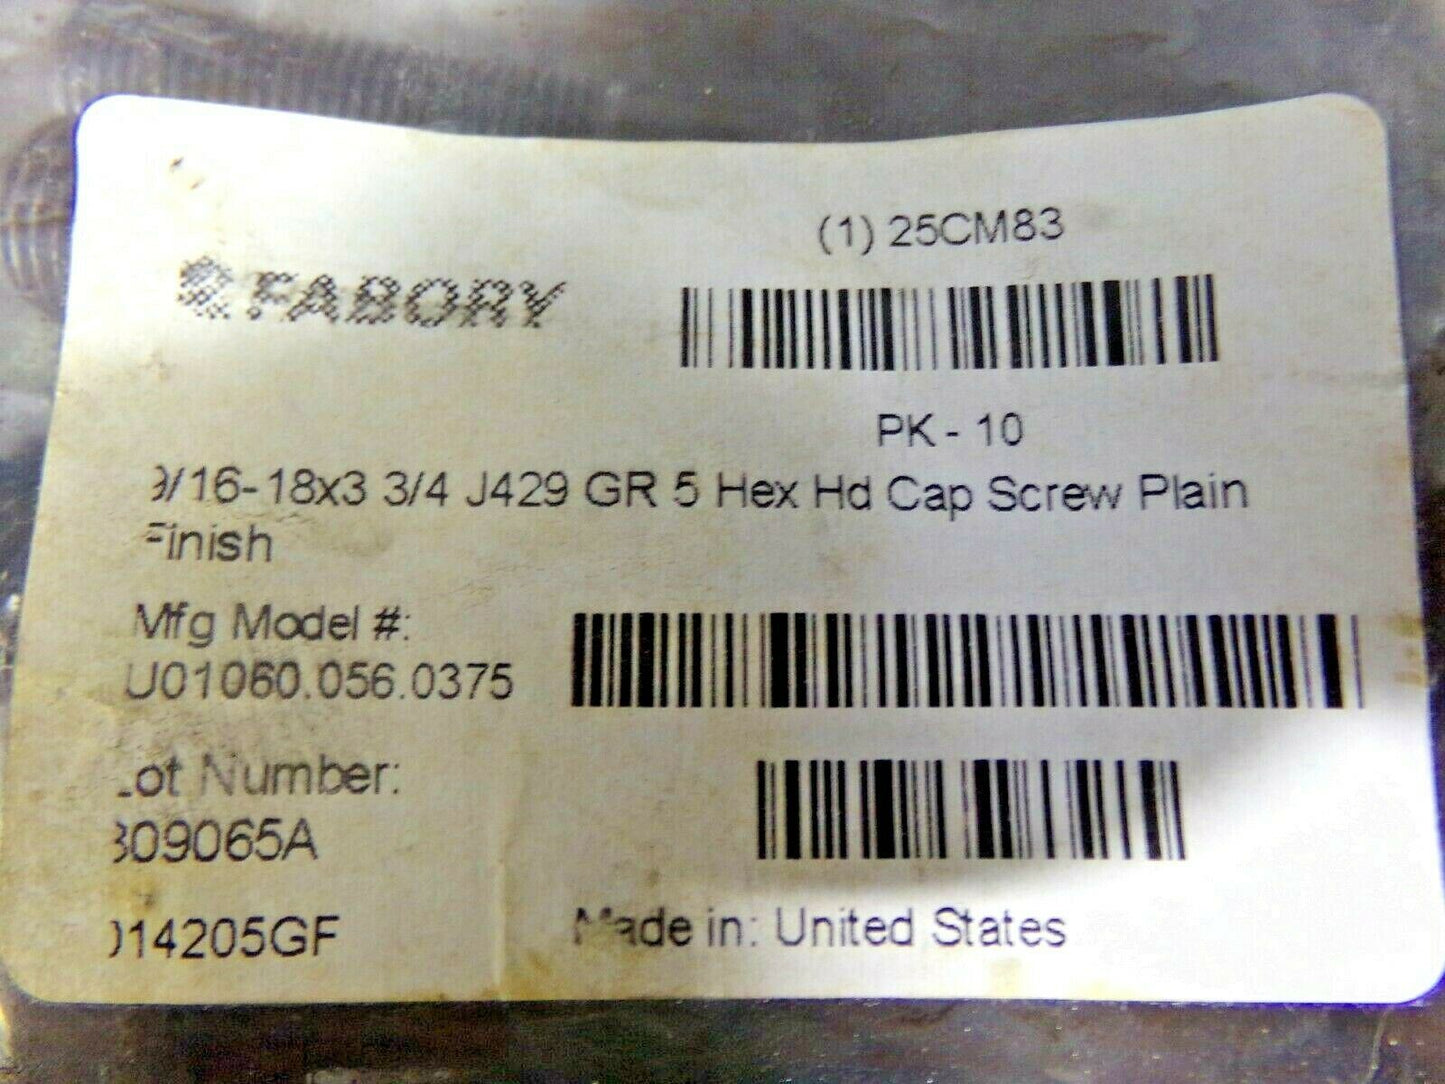 (1) 25CM83
FABORY
PK - 10
9/16-18x3 3/4 J429 GR 5 Hex Hd Cap Screw Plain
Finish
Mfg Model #:
U01060.056.0375
Lot Number:
309065A
014205GF
Made in: United States